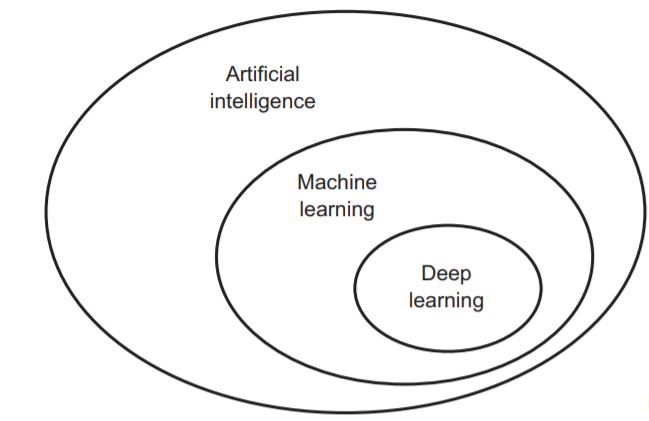 Artificial
intelligence
Machine
learning
Deep
learning